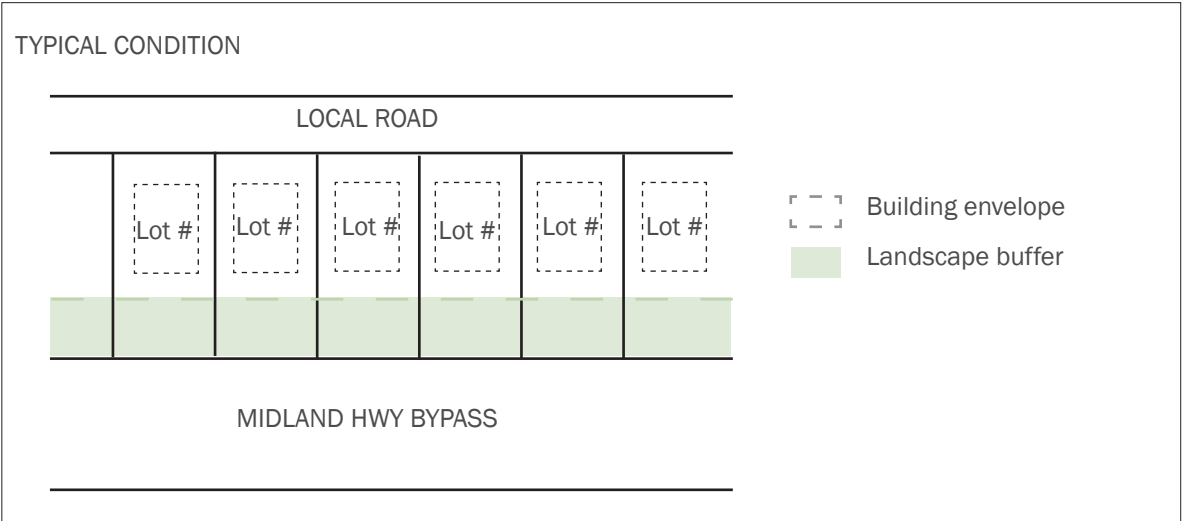 TYPICAL CONDITION
LOCAL ROAD
Lot # Lot # Lot # Lot # Lot # Lot #
Building envelope
Landscape buffer
MIDLAND HWY BYPASS